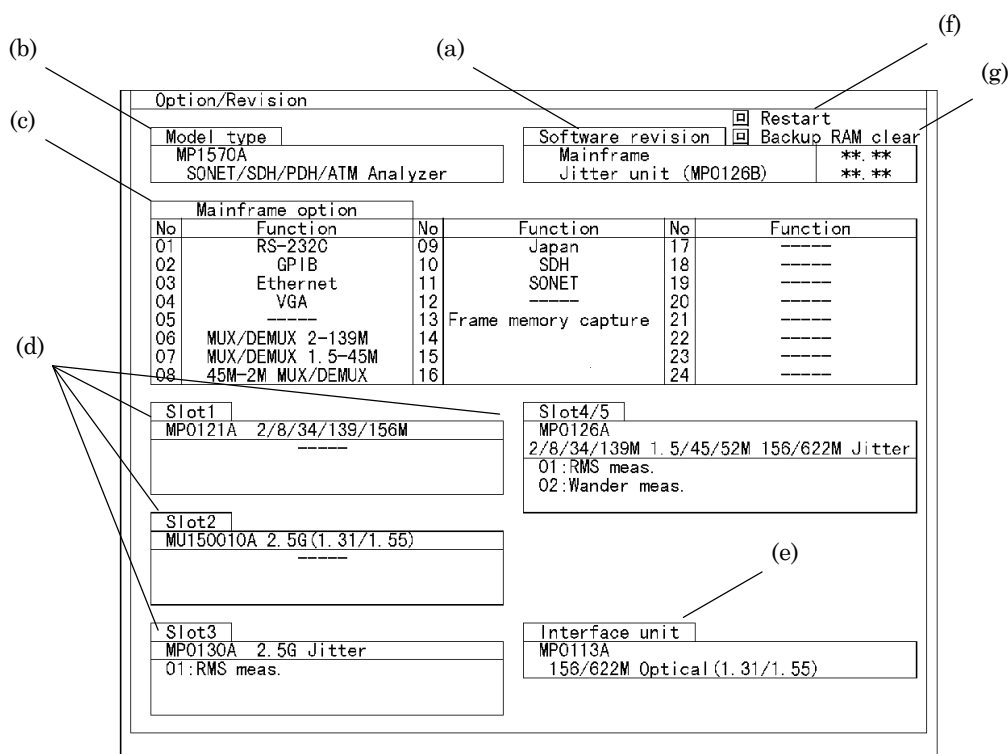 (f)
(b) (a)
(g)
Option/Revision
(c) Restart
Model type Software revision Backup RAM clear
MP1570A Mainframe **.**
SONET/SDH/PDH/ATM Analyzer Jitter unit (MP0126B) **.**
Mainframe option
No Function No Function No Function
01 RS-232C 09 Japan 17 -----
02 GPIB 10 SDH 18 -----
03 Ethernet 11 SONET 19 -----
04 VGA 12 ----- 20 -----
05 ----- 13 Frame memory capture 21 -----
06 MUX/DEMUX 2-139M 14 22 -----
(d) 07 MUX/DEMUX 1.5-45M 15 23 -----
08 45M-2M MUX/DEMUX 16 24 -----
Slot1 Slot4/5
MP0121A 2/8/34/139/156M MP0126A
----- 2/8/34/139M 1.5/45/52M 156/622M Jitter
01:RMS meas.
02:Wander meas.
Slot2
MU150010A 2.5G(1.31/1.55)
-----
(e)
Slot3 Interface unit
MP0130A 2.5G Jitter MP0113A
01:RMS meas. 156/622M Optical(1.31/1.55)